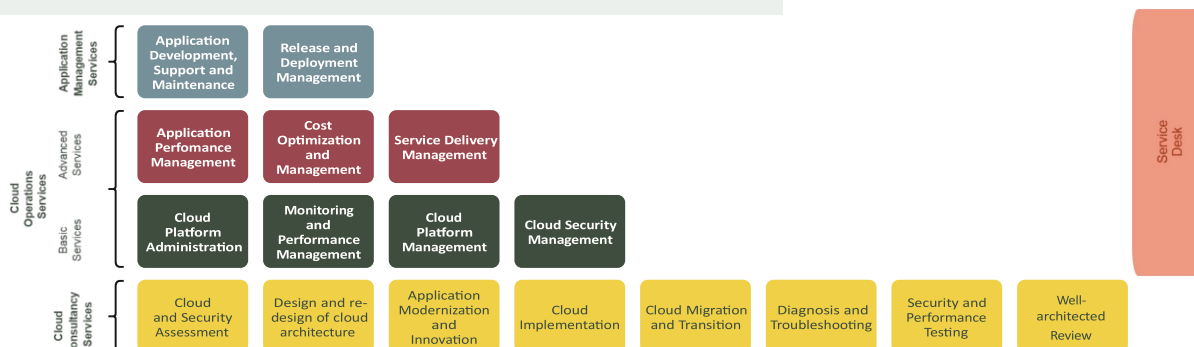 Application
Management
Services
Application
Development,
Support and
Maintenance
Release and
Deployment
Management
Cloud
Operations
Services
Advanced
Services
Application
Perfomance
Management
Cost
Optimization
and
Management
Service Delivery
Management
Basic
Services
Cloud
Platform
Administration
Monitoring
and
Performance
Management
Cloud
Platform
Management
Cloud Security
Management
Cloud
onsultancy
Services
Cloud
and Security
Assessment
Design and re-
design of cloud
architecture
Application
Modernization
and
Innovation
Cloud
Implementation
Cloud Migration
and Transition
Diagnosis and
Troubleshooting
Security and
Performance
Testing
Well-
architected
Review
Service
Desk